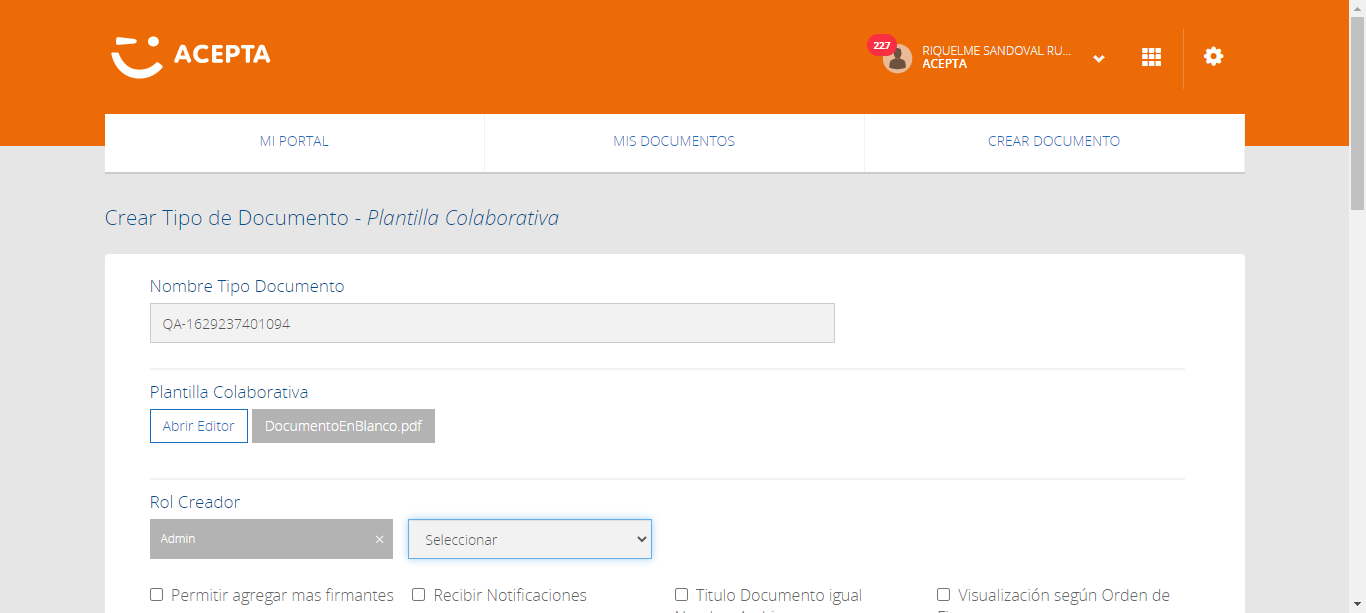 ACEPTA
227
RIQUELME SANDOVAL RU...
ACEPTA
MI PORTAL
MIS DOCUMENTOS
CREAR DOCUMENTO
Crear Tipo de Documento - Plantilla Colaborativa
Nombre Tipo Documento
QA-1629237401094
Plantilla Colaborativa
Abrir Editor
DocumentoEnBlanco.pdf
Rol Creador
Admin ×
Seleccionar
Permitir agregar mas firmantes
Recibir Notificaciones
Titulo Documento igual
Visualización según Orden de